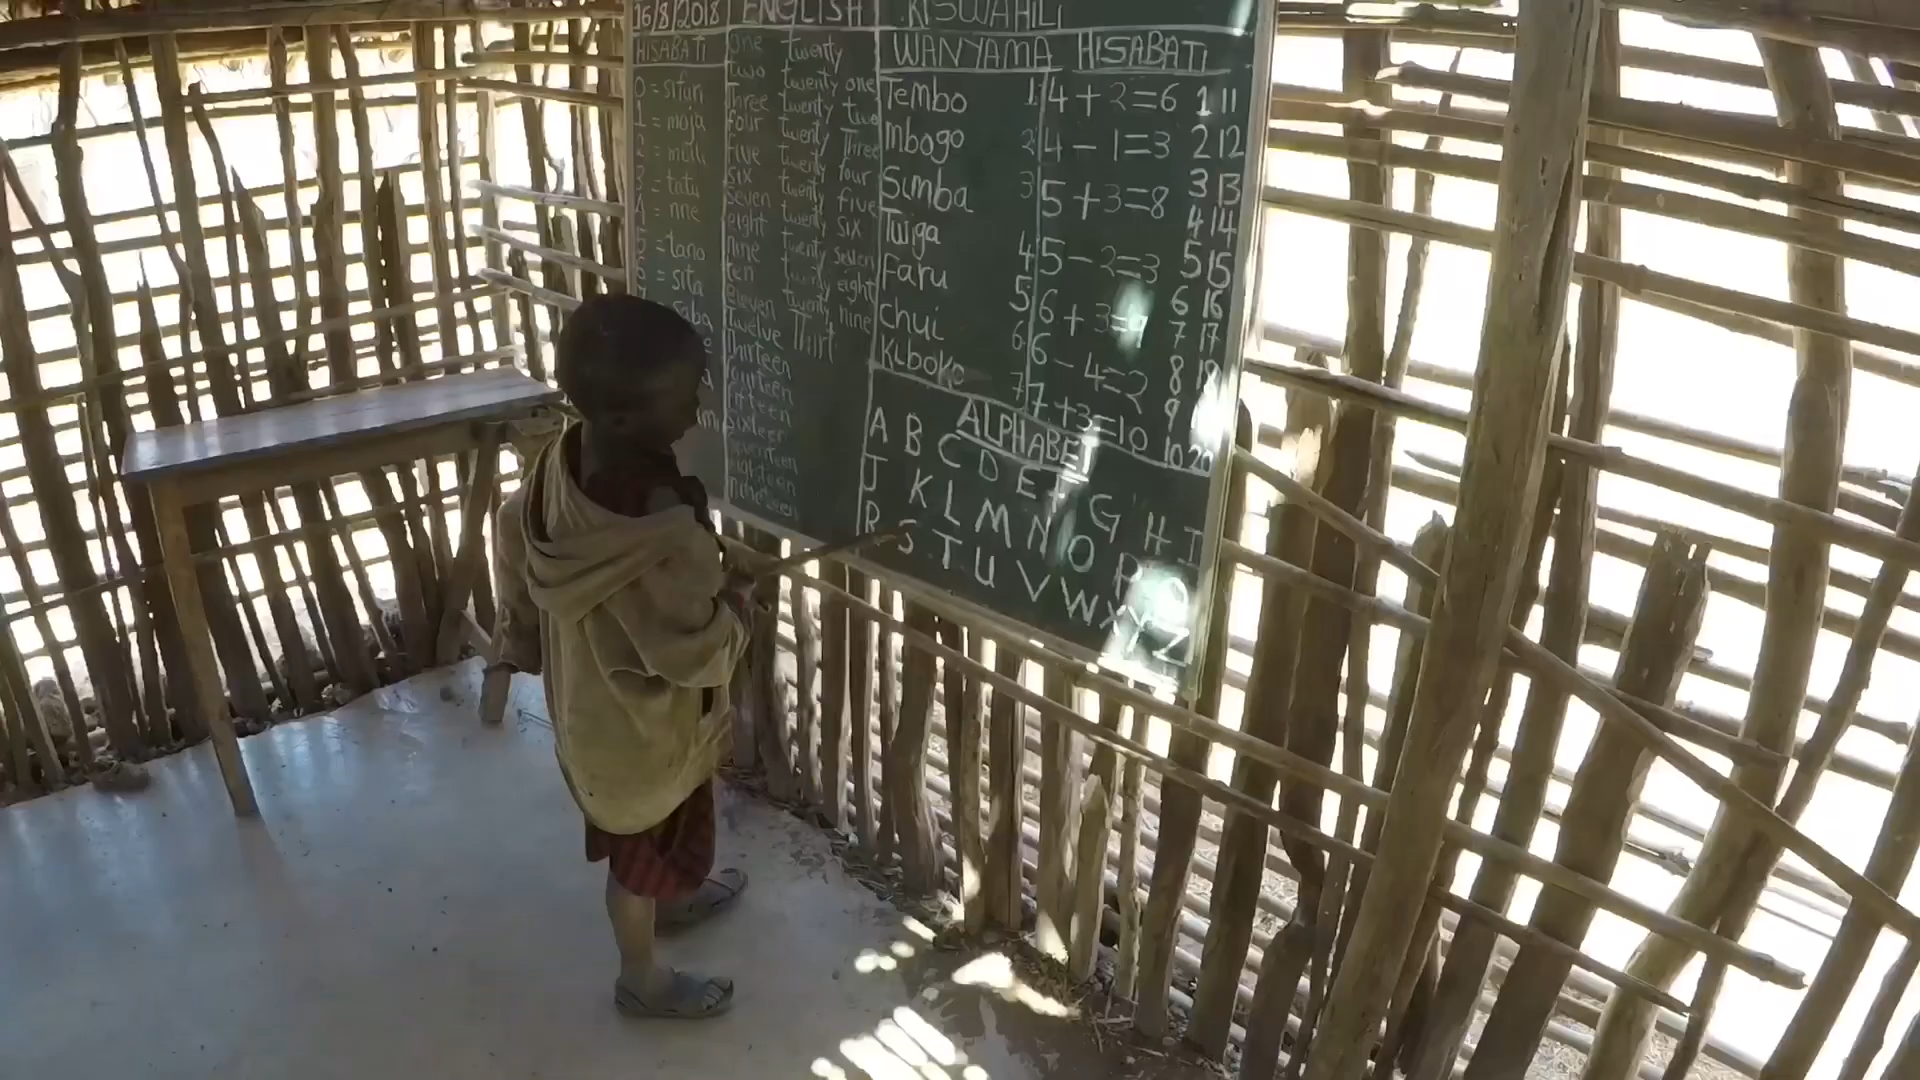 16/8/2018 ENGLISH KISWAHILI
HISABATI
0 = sifuri
1 = moja
2 = mbili
3 = tatu
4 = nne
5 = tano
6 = sita
saba
one twenty
two twenty one
Three twenty two
four twenty Three
five twenty four
six twenty five
seven twenty six
eight twenty seven
nine twenty eight
ten twenty nine
eleven Thirt
Twelve
Thirteen
fourteen
fifteen
Sixteen
seventeen
eighteen
WANYAMA
Tembo 1
mbogo 2
Simba 3
Twiga 4
Faru 5
chui 6
Kiboko 7
HISABATI
4 + 2 = 6
4 - 1 = 3
5 + 3 = 8
5 - 2 = 3
6 + 3 = 9
6 - 4 = 2
7 + 3 = 10
1 11
2 12
3 13
4 14
5 15
6 16
7 17
8 18
9
10 20
ALPHABET
A B C D E F G H I
J K L M N O P Q
R S T U V W X Y Z